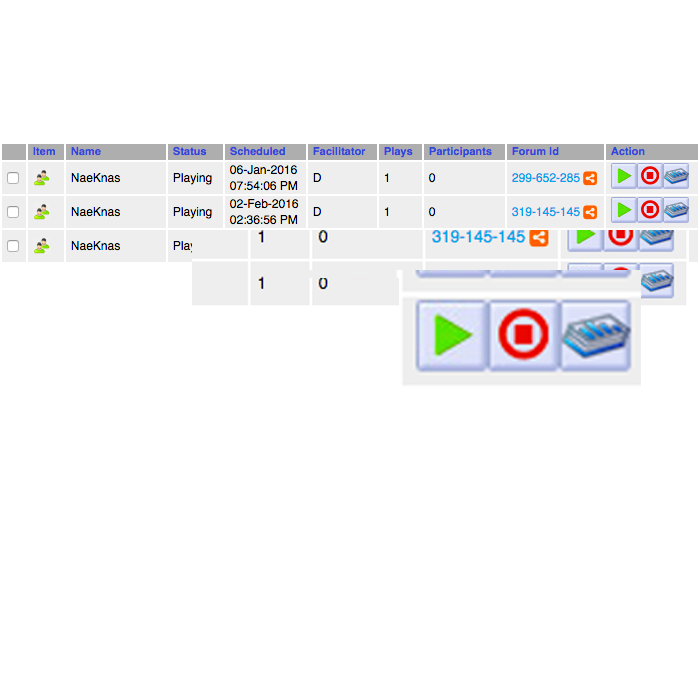 Item Name Status Scheduled Facilitator Plays Participants Forum Id Action
NaeKnas Playing 06-Jan-2016 07:54:06 PM D 1 0 299-652-285
NaeKnas Playing 02-Feb-2016 02:36:56 PM D 1 0 319-145-145
NaeKnas 1 0 319-145-145
1 0